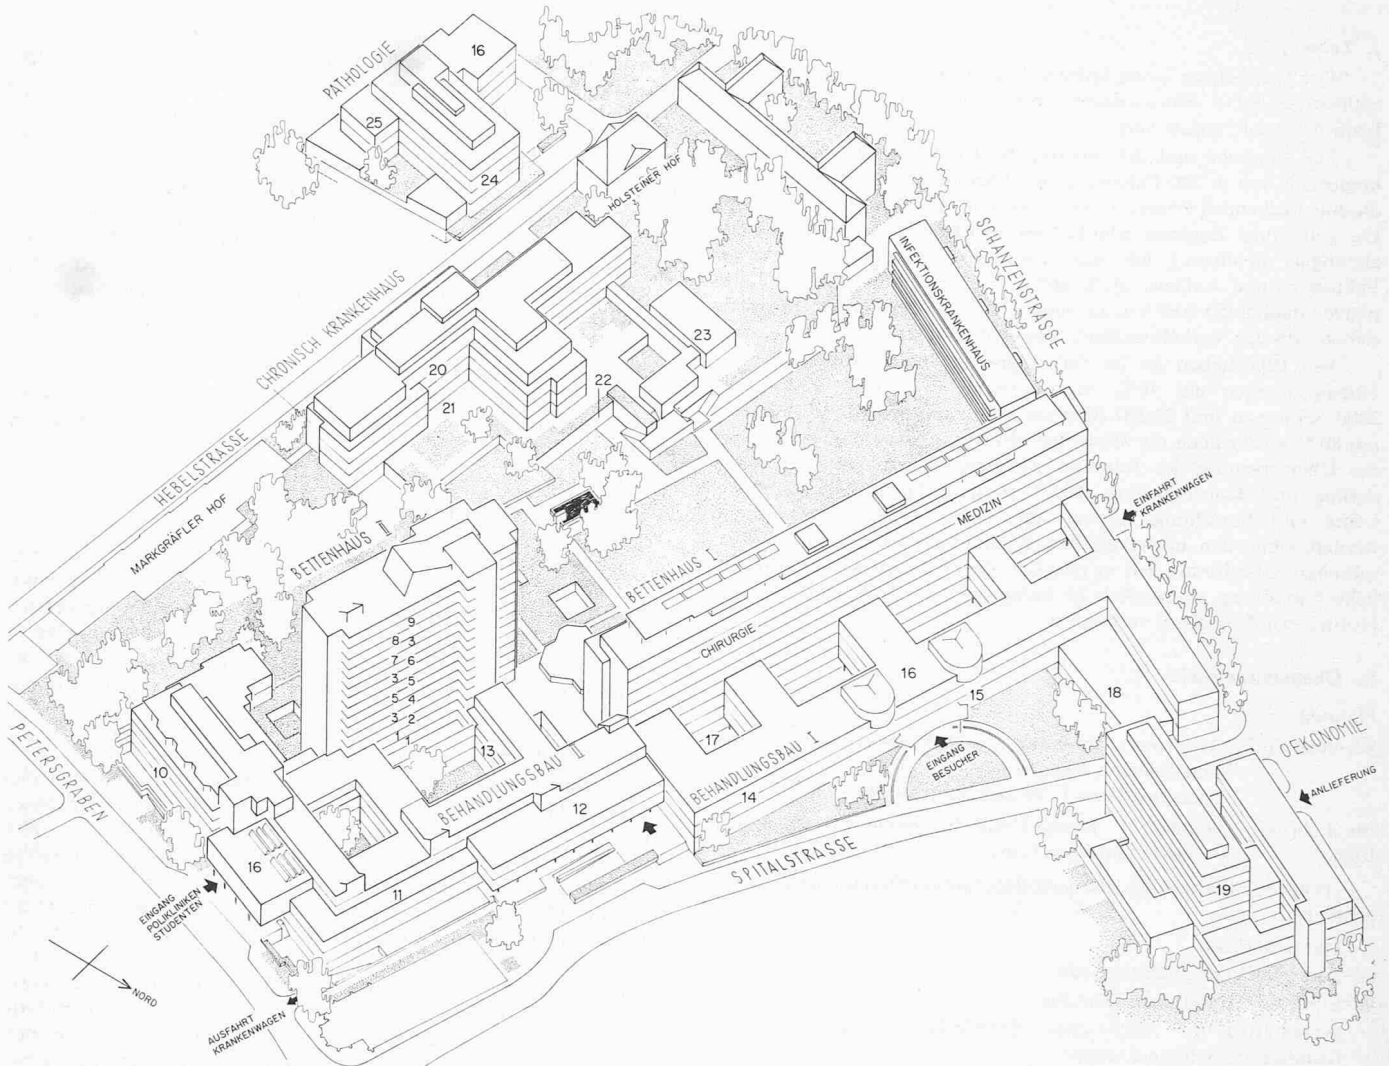 PATHOLOGIE
16
25
24
HOLSTEINER HOF
SCHANZENSTRASSE
INFEKTIONSKRANKENHAUS
CHRONISCH KRANKENHAUS
HEBELSTRASSE
23
20
21
22
MARKGRÄFLER HOF
BETTENHAUS II
BETTENHAUS I
MEDIZIN
CHIRURGIE
EINFAHRT
KRANKENWAGEN
9
8 3
7 6
3 5
5 4
3 2
1 1
13
BEHANDLUNGSBAU II
12
10
16
11
PETERSGRABEN
17
16
15
18
BEHANDLUNGSBAU I
14
EINGANG
BESUCHER
SPITALSTRASSE
OEKONOMIE
ANLIEFERUNG
19
EINGANG
POLIKLINIKEN
STUDENTEN
NORD
AUSFAHRT
KRANKENWAGEN